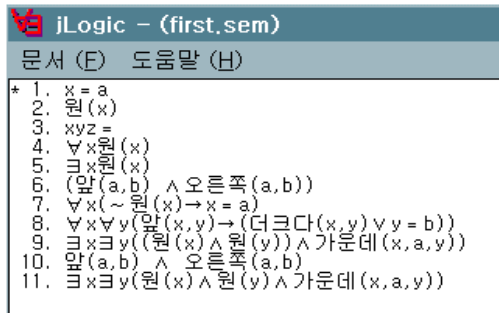 jLogic - (first.sem)
문서 (F) 도움말 (H)
* 1. x = a
2. 원(x)
3. xyz =
4. ∀x원(x)
5. ∃x원(x)
6. (앞(a,b) ∧ 오른쪽(a,b))
7. ∀x(~원(x)→x = a)
8. ∀x∀y(앞(x,y)→(더크다(x,y)∨y = b))
9. ∃x∃y((원(x)∧원(y))∧가운데(x,a,y))
10. 앞(a,b) ∧ 오른쪽(a,b)
11. ∃x∃y(원(x)∧원(y)∧가운데(x,a,y))